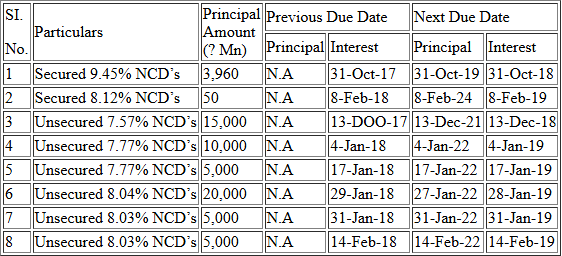 SI. No. Particulars Principal Amount (? Mn) Previous Due Date Next Due Date
Principal Interest Principal Interest
1 Secured 9.45% NCD’s 3,960 N.A 31-Oct-17 31-Oct-19 31-Oct-18
2 Secured 8.12% NCD’s 50 N.A 8-Feb-18 8-Feb-24 8-Feb-19
3 Unsecured 7.57% NCD’s 15,000 N.A 13-DOO-17 13-Dec-21 13-Dec-18
4 Unsecured 7.77% NCD’s 10,000 N.A 4-Jan-18 4-Jan-22 4-Jan-19
5 Unsecured 7.77% NCD’s 5,000 N.A 17-Jan-18 17-Jan-22 17-Jan-19
6 Unsecured 8.04% NCD’s 20,000 N.A 29-Jan-18 27-Jan-22 28-Jan-19
7 Unsecured 8.03% NCD’s 5,000 N.A 31-Jan-18 31-Jan-22 31-Jan-19
8 Unsecured 8.03% NCD’s 5,000 N.A 14-Feb-18 14-Feb-22 14-Feb-19